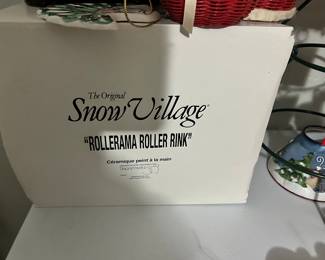 The Original
Snow Village®
"ROLLERAMA ROLLER RINK"
Céramique peint à la main